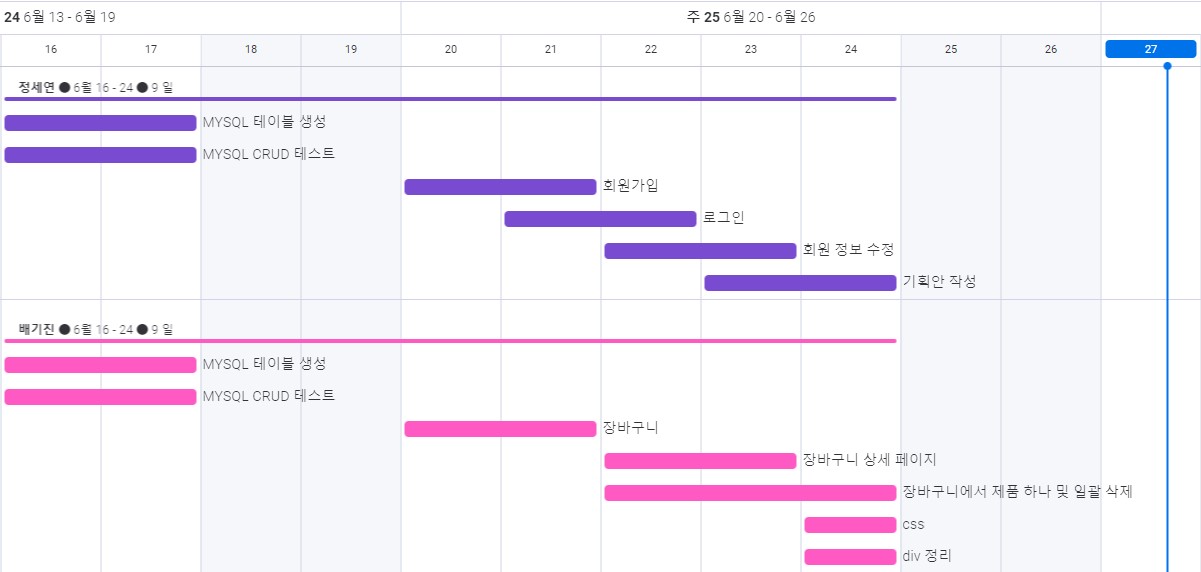 24 6월 13 - 6월 19
주 25 6월 20 - 6월 26
16 17 18 19 20 21 22 23 24 25 26 27
정세연 ● 6월 16 - 24 ● 9 일
MYSQL 테이블 생성
MYSQL CRUD 테스트
회원가입
로그인
회원 정보 수정
기획안 작성
배기진 ● 6월 16 - 24 ● 9 일
MYSQL 테이블 생성
MYSQL CRUD 테스트
장바구니
장바구니 상세 페이지
장바구니에서 제품 하나 및 일괄 삭제
css
div 정리